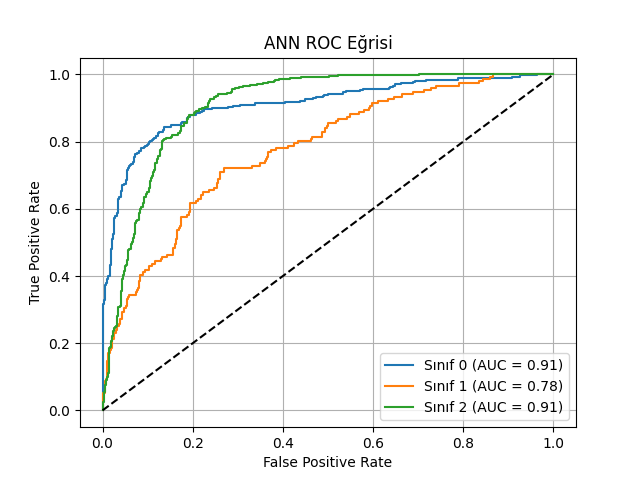 ANN ROC Eğrisi
1.0
0.8
0.6
0.4
0.2
0.0
True Positive Rate
Sınıf 0 (AUC = 0.91)
Sınıf 1 (AUC = 0.78)
Sınıf 2 (AUC = 0.91)
0.0 0.2 0.4 0.6 0.8 1.0
False Positive Rate